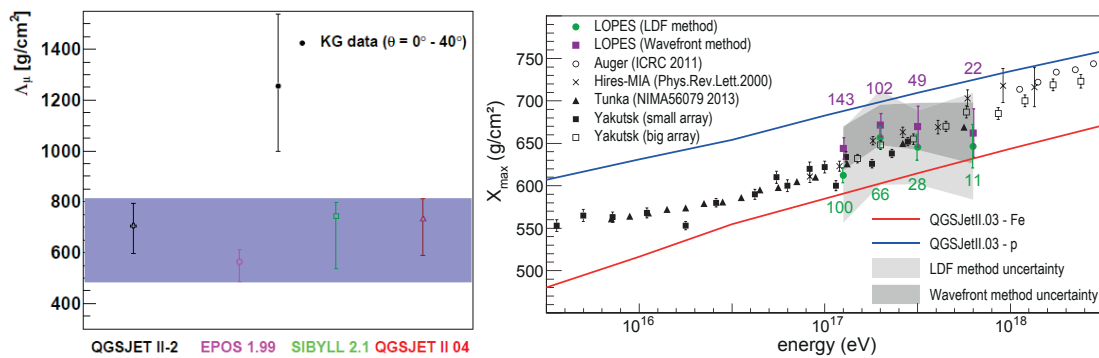 Λμ [g/cm²]
1400
1200
1000
800
600
400
KG data (θ = 0° - 40°)
QGSJET II-2 EPOS 1.99 SIBYLL 2.1 QGSJET II 04
Xmax (g/cm²)
750
700
650
600
550
500
LOPES (LDF method)
LOPES (Wavefront method)
Auger (ICRC 2011)
Hires-MIA (Phys.Rev.Lett.2000)
Tunka (NIMA56079 2013)
Yakutsk (small array)
Yakutsk (big array)
143 102 49 22
100 66 28 11
QGSJetII.03 - Fe
QGSJetII.03 - p
LDF method uncertainty
Wavefront method uncertainty
10¹⁶ 10¹⁷ 10¹⁸
energy (eV)